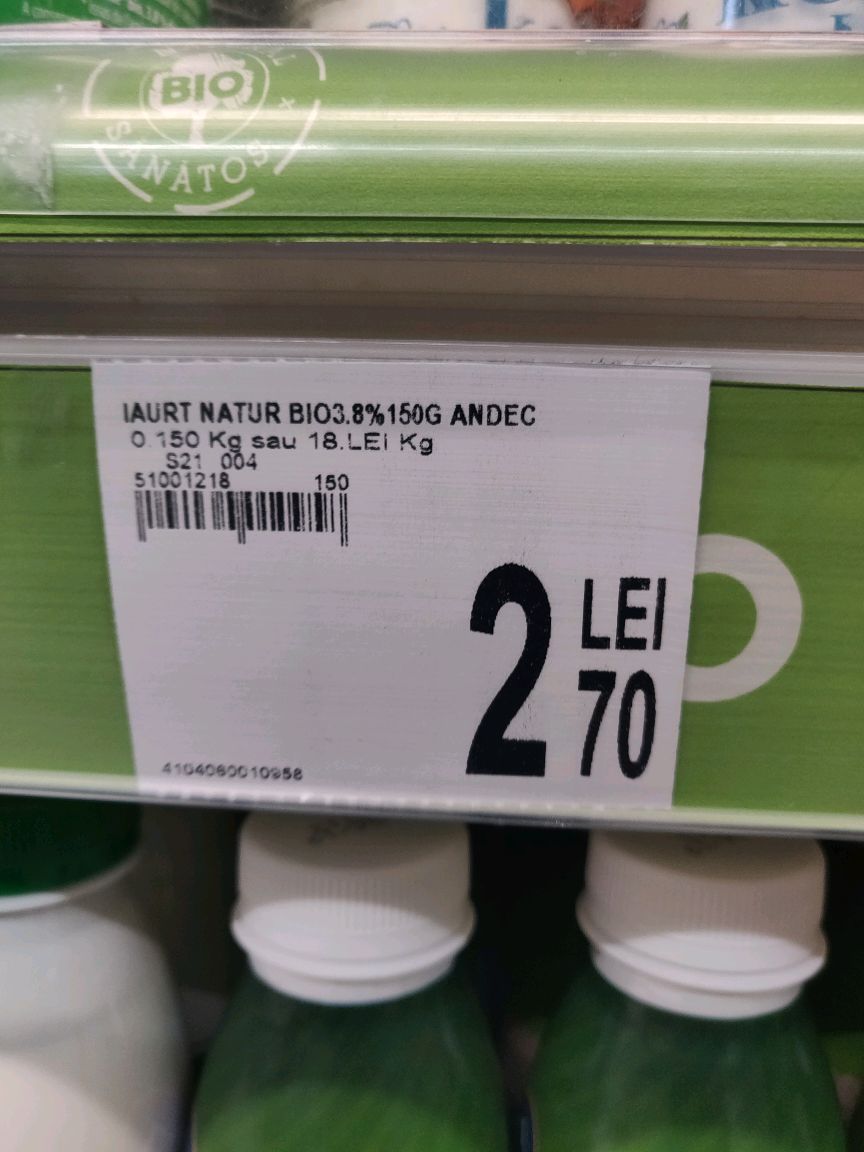 BIO
SĂNĂTOS
IAURT NATUR BIO3.8%150G ANDEC
0.150 Kg sau 18.LEI Kg
S21 004
51001218 150
2 LEI
70
4104060010958